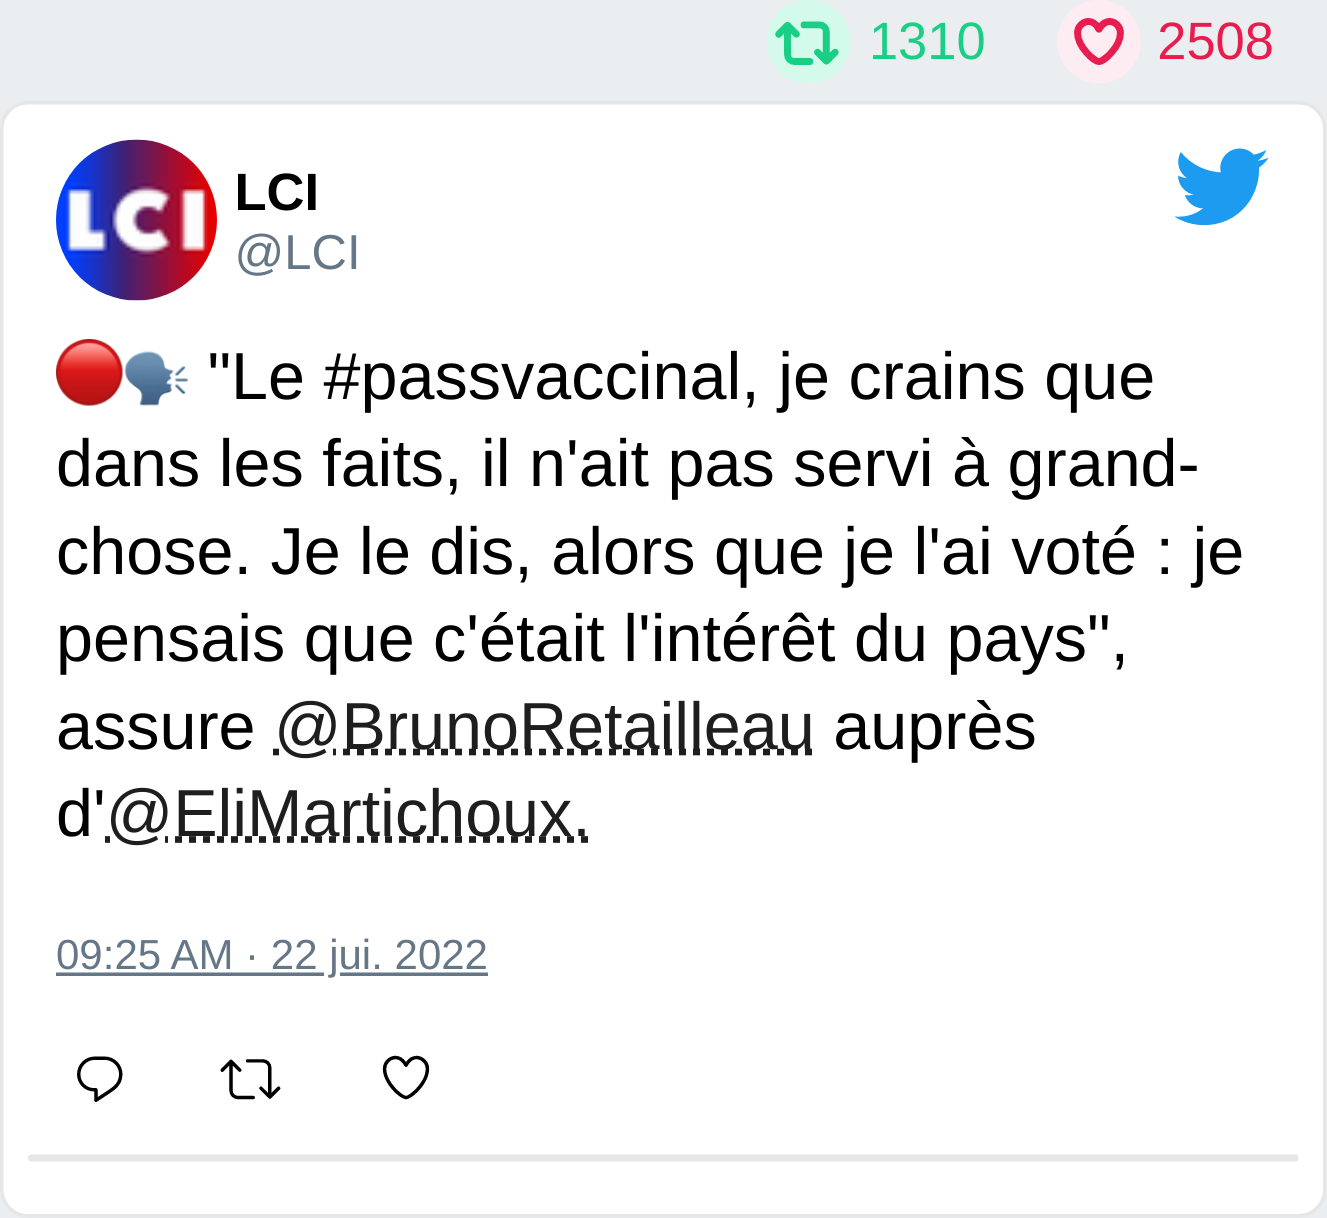 1310 2508
LCI
LCI
@LCI
"Le #passvaccinal, je crains que
dans les faits, il n'ait pas servi à grand-
chose. Je le dis, alors que je l'ai voté : je
pensais que c'était l'intérêt du pays",
assure @BrunoRetailleau auprès
d'@EliMartichoux.
09:25 AM · 22 jui. 2022